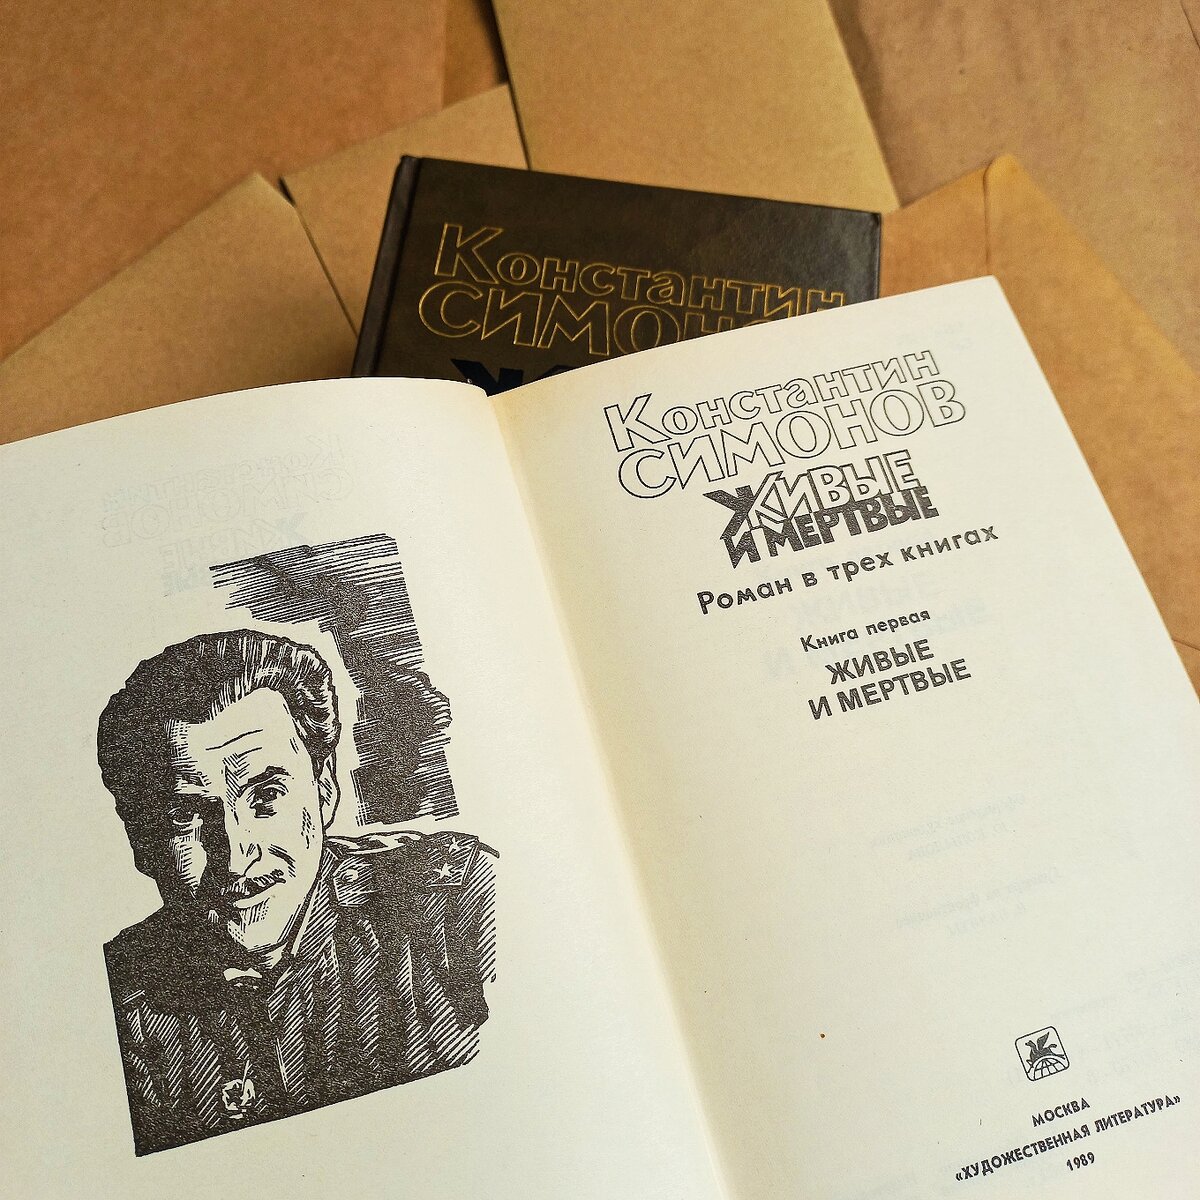 Константин
СИМОНОВ
Константин
СИМОНОВ
ЖИВЫЕ
И МЕРТВЫЕ
Роман в трех книгах
Книга первая
ЖИВЫЕ
И МЕРТВЫЕ
МОСКВА
«ХУДОЖЕСТВЕННАЯ ЛИТЕРАТУРА»
1989